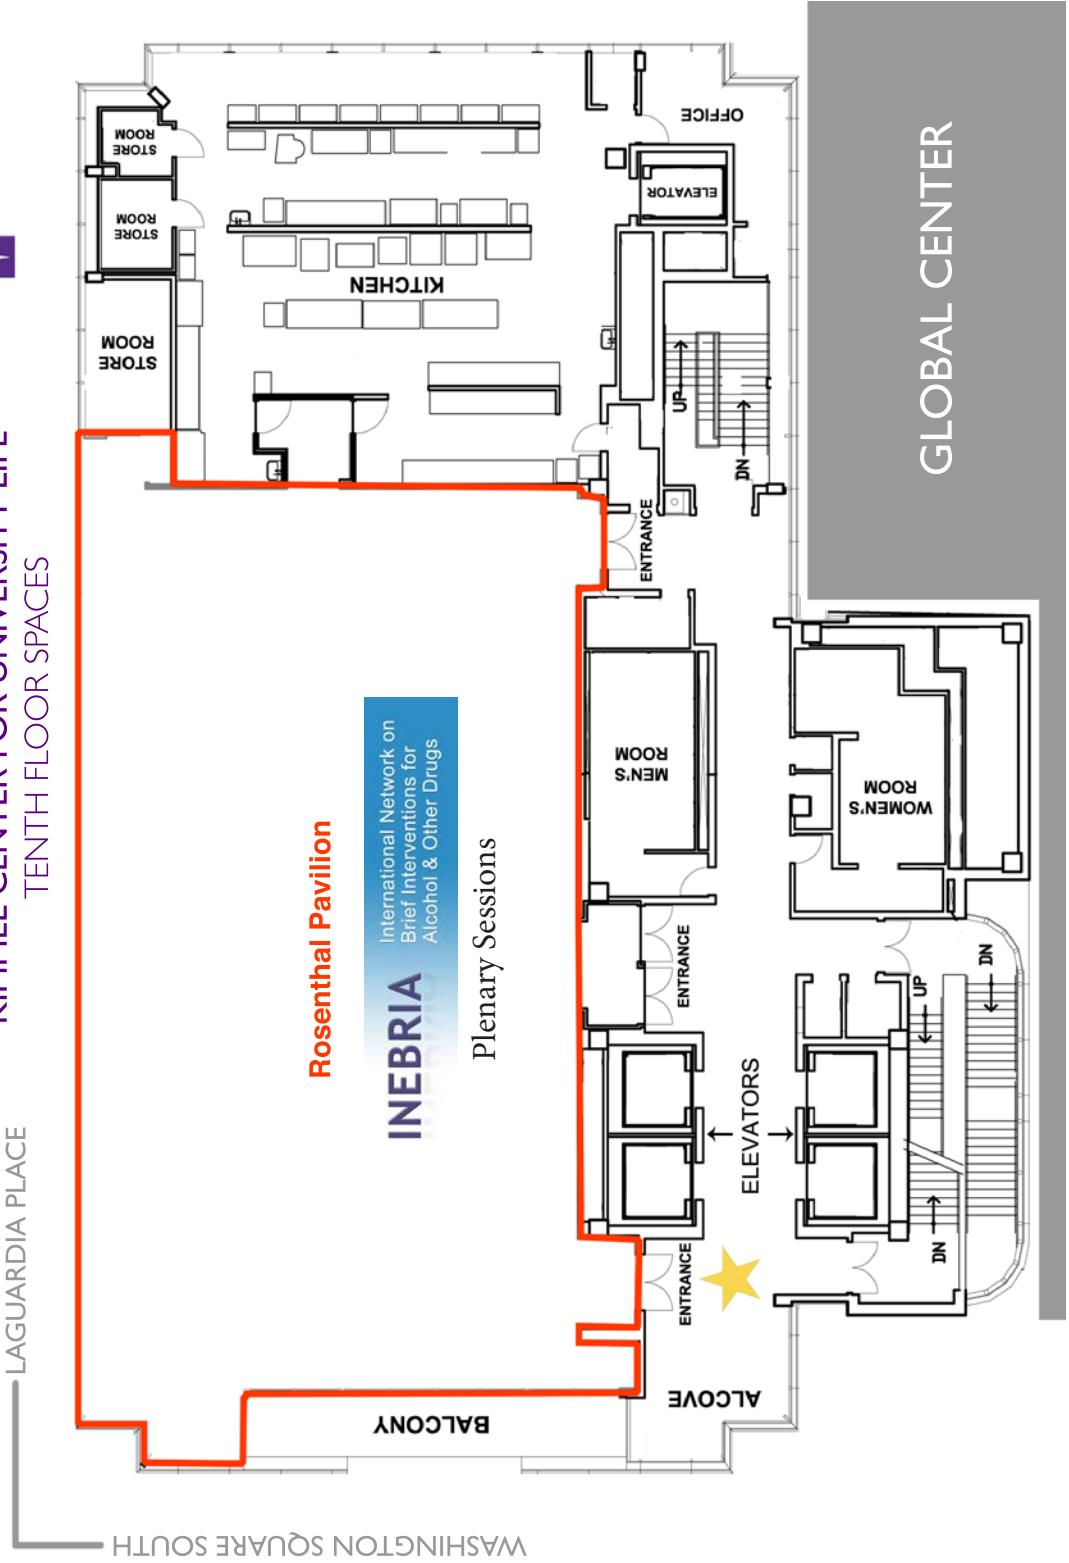 KIMMEL CENTER FOR UNIVERSITY LIFE
TENTH FLOOR SPACES
LAGUARDIA PLACE
WASHINGTON SQUARE SOUTH
GLOBAL CENTER
STORE
ROOM
STORE
ROOM
STORE
ROOM
KITCHEN
OFFICE
ELEVATOR
UP
DN
ENTRANCE
Rosenthal Pavilion
INEBRIA
International Network on
Brief Interventions for
Alcohol & Other Drugs
Plenary Sessions
MEN'S
ROOM
WOMEN'S
ROOM
ENTRANCE
UP
DN
ELEVATORS
DN
ENTRANCE
ALCOVE
BALCONY